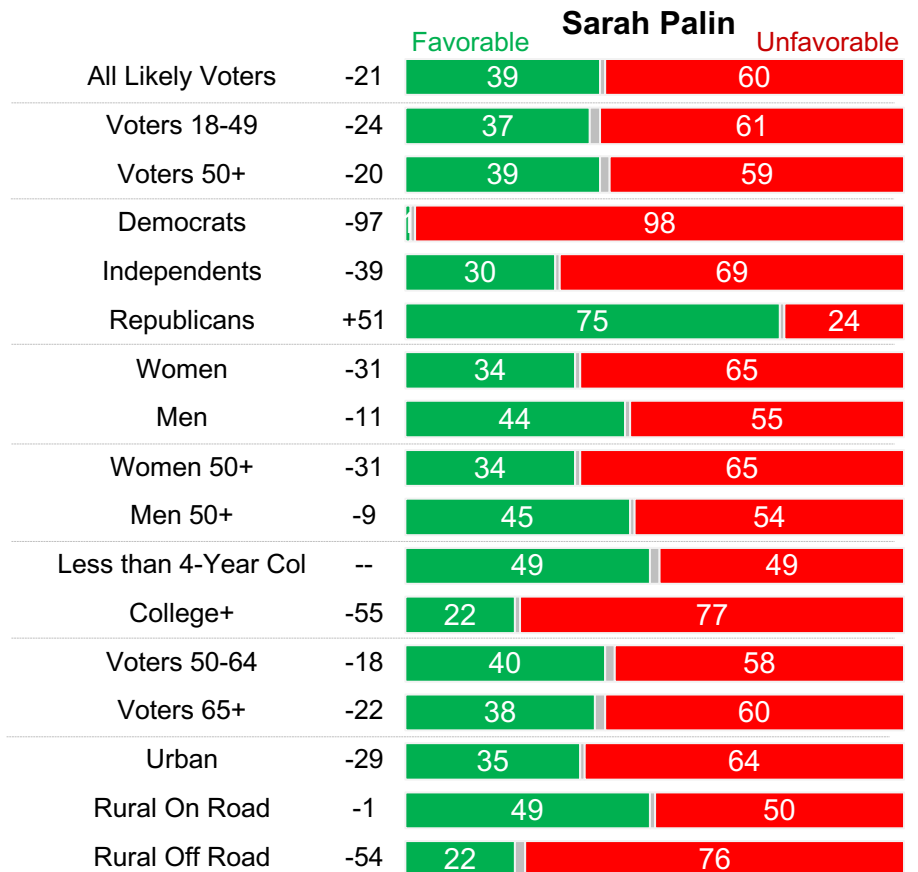 Sarah Palin
Favorable Unfavorable
All Likely Voters -21 39 60
Voters 18-49 -24 37 61
Voters 50+ -20 39 59
Democrats -97 98
Independents -39 30 69
Republicans +51 75 24
Women -31 34 65
Men -11 44 55
Women 50+ -31 34 65
Men 50+ -9 45 54
Less than 4-Year Col -- 49 49
College+ -55 22 77
Voters 50-64 -18 40 58
Voters 65+ -22 38 60
Urban -29 35 64
Rural On Road -1 49 50
Rural Off Road -54 22 76